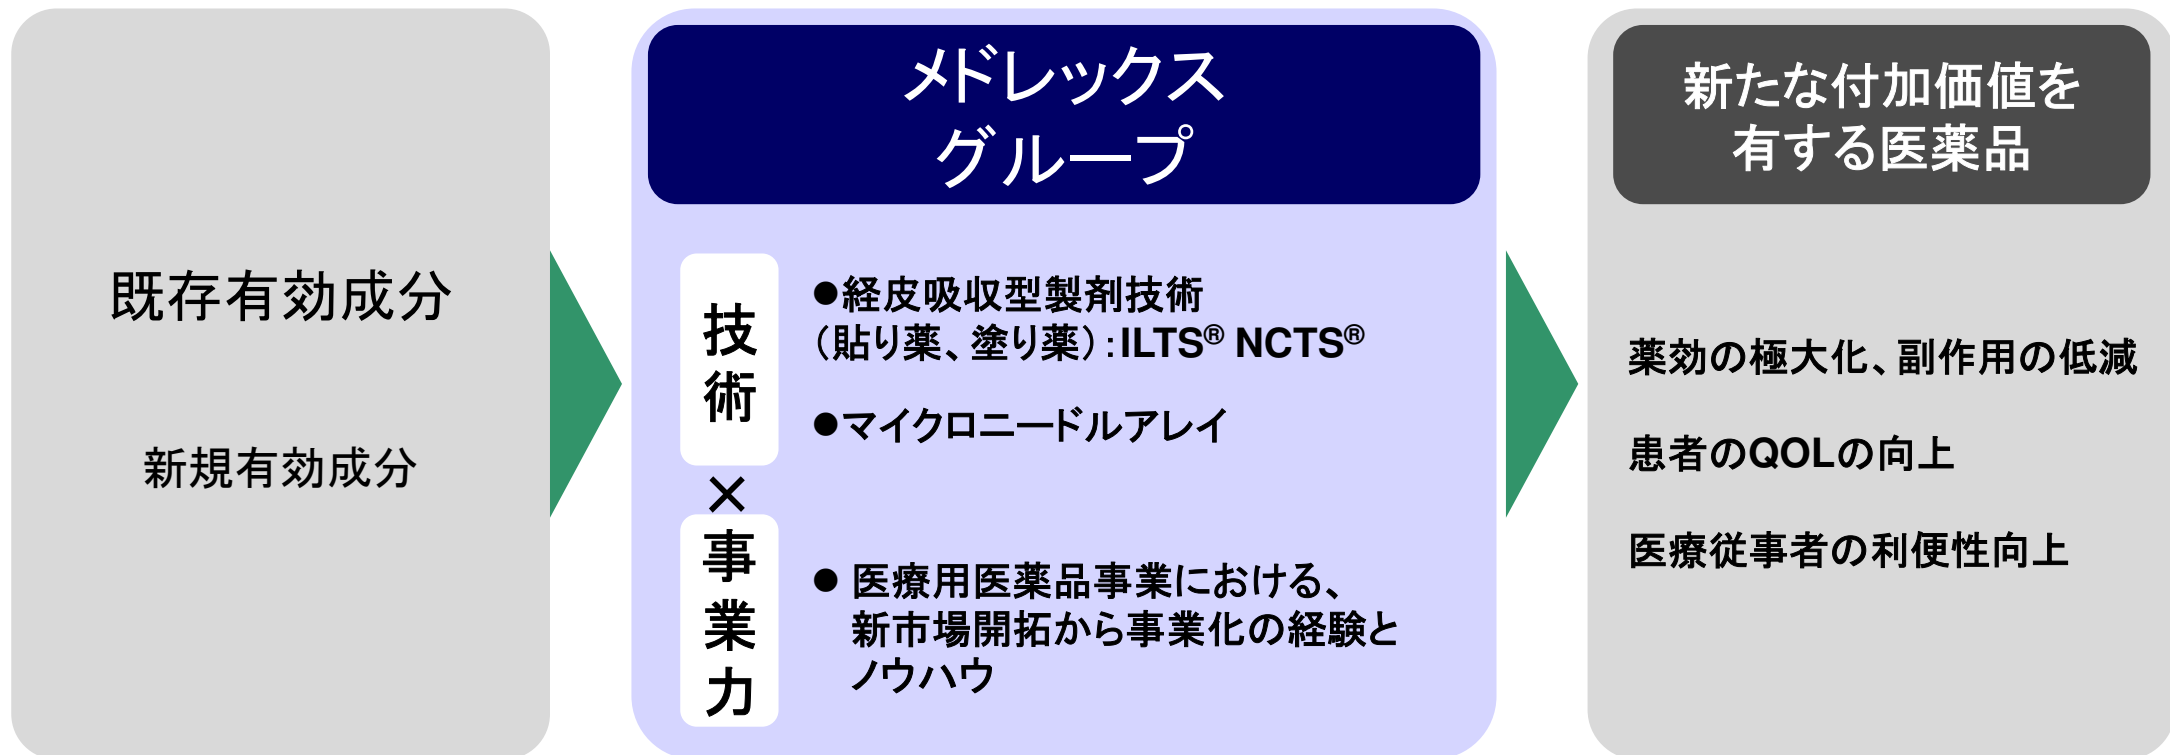 既存有効成分
新規有効成分
メドレックス
グループ
技術
●経皮吸収型製剤技術
（貼り薬、塗り薬）：ILTS® NCTS®
●マイクロニードルアレイ
×
事業力
● 医療用医薬品事業における、
新市場開拓から事業化の経験と
ノウハウ
新たな付加価値を
有する医薬品
薬効の極大化、副作用の低減
患者のQOLの向上
医療従事者の利便性向上